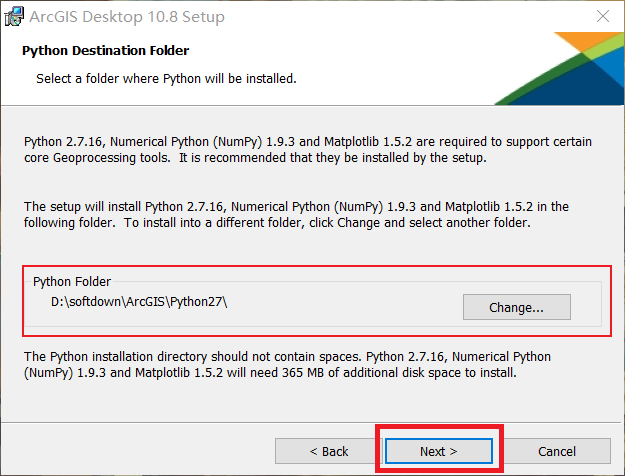 ArcGIS Desktop 10.8 Setup
Python Destination Folder
Select a folder where Python will be installed.
Python 2.7.16, Numerical Python (NumPy) 1.9.3 and Matplotlib 1.5.2 are required to support certain
core Geoprocessing tools.  It is recommended that they be installed by the setup.
The setup will install Python 2.7.16, Numerical Python (NumPy) 1.9.3 and Matplotlib 1.5.2 in the
following folder.  To install into a different folder, click Change and select another folder.
Python Folder
D:\softdown\ArcGIS\Python27\
Change...
The Python installation directory should not contain spaces. Python 2.7.16, Numerical Python
(NumPy) 1.9.3 and Matplotlib 1.5.2 will need 365 MB of additional disk space to install.
< Back Next > Cancel